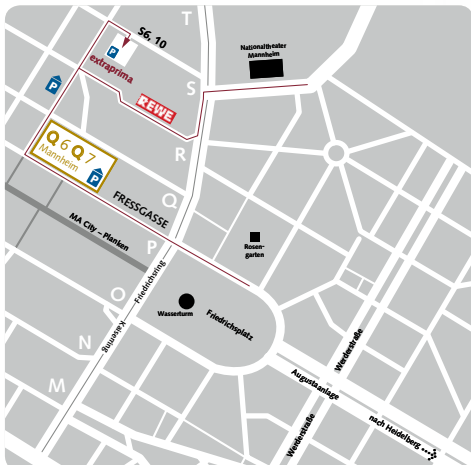 T
S6, 10
Nationaltheater
Mannheim
P
extraprima
S
P
REWE
R
Q6Q7
Mannheim
P
Q
FRESSGASSE
MA City – Planken
P
Rosen-
garten
Friedrichsring
O
Wasserturm
Friedrichsplatz
Kaiserring
N
Werderstraße
M
Augustaanlage
Werderstraße
nach Heidelberg